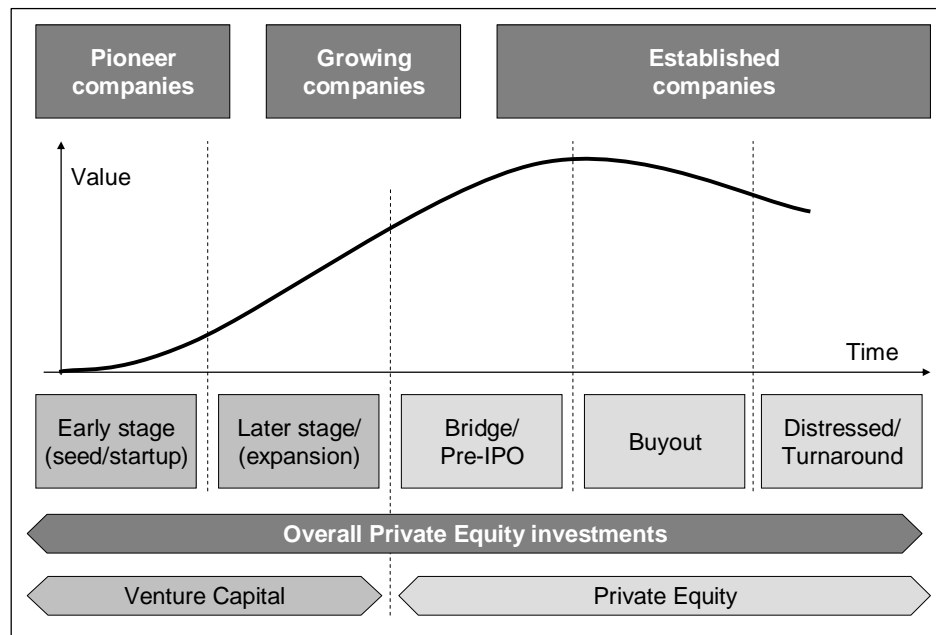 Pioneer
companies
Growing
companies
Established
companies
Value
Time
Early stage
(seed/startup)
Later stage/
(expansion)
Bridge/
Pre-IPO
Buyout
Distressed/
Turnaround
Overall Private Equity investments
Venture Capital
Private Equity